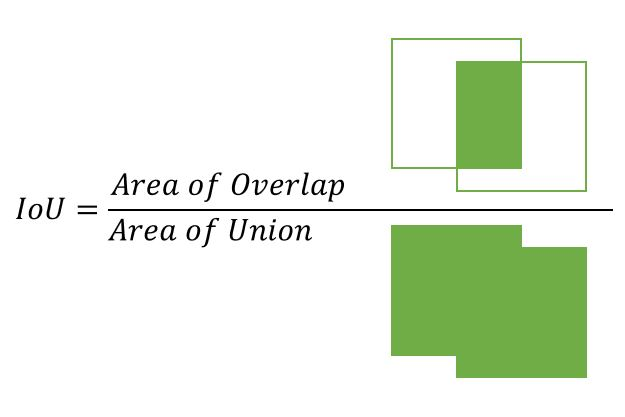 IoU = Area of Overlap
Area of Union